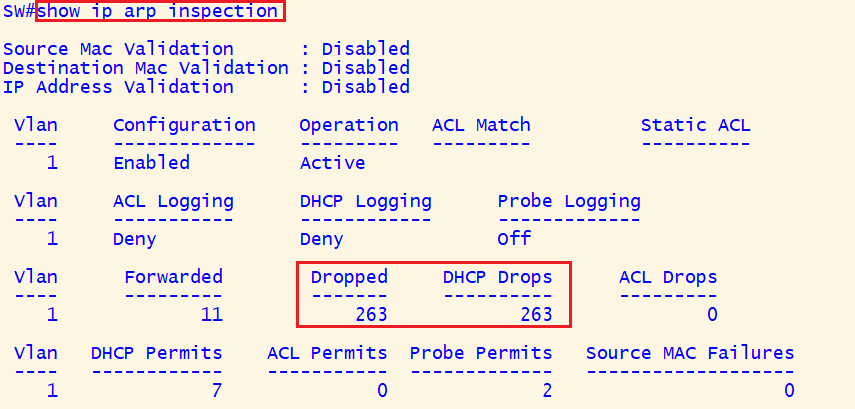 SW#show ip arp inspection
Source Mac Validation      : Disabled
Destination Mac Validation : Disabled
IP Address Validation      : Disabled
Vlan     Configuration    Operation   ACL Match          Static ACL
----     -------------    ---------   ---------          ----------
1     Enabled          Active
Vlan     ACL Logging      DHCP Logging      Probe Logging
----     -----------      ------------      -------------
1     Deny             Deny              Off
Vlan      Forwarded        Dropped     DHCP Drops      ACL Drops
----      ---------        -------     ----------      ---------
1             11            263            263              0
Vlan   DHCP Permits    ACL Permits  Probe Permits   Source MAC Failures
----   ------------    -----------  -------------   -------------------
1              7              0              2                     0